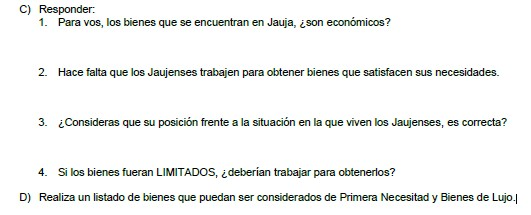 C) Responder:
1. Para vos, los bienes que se encuentran en Jauja, ¿son económicos?
2. Hace falta que los Jaujenses trabajen para obtener bienes que satisfacen sus necesidades.
3. ¿Consideras que su posición frente a la situación en la que viven los Jaujenses, es correcta?
4. Si los bienes fueran LIMITADOS, ¿deberían trabajar para obtenerlos?
D) Realiza un listado de bienes que puedan ser considerados de Primera Necesitad y Bienes de Lujo.